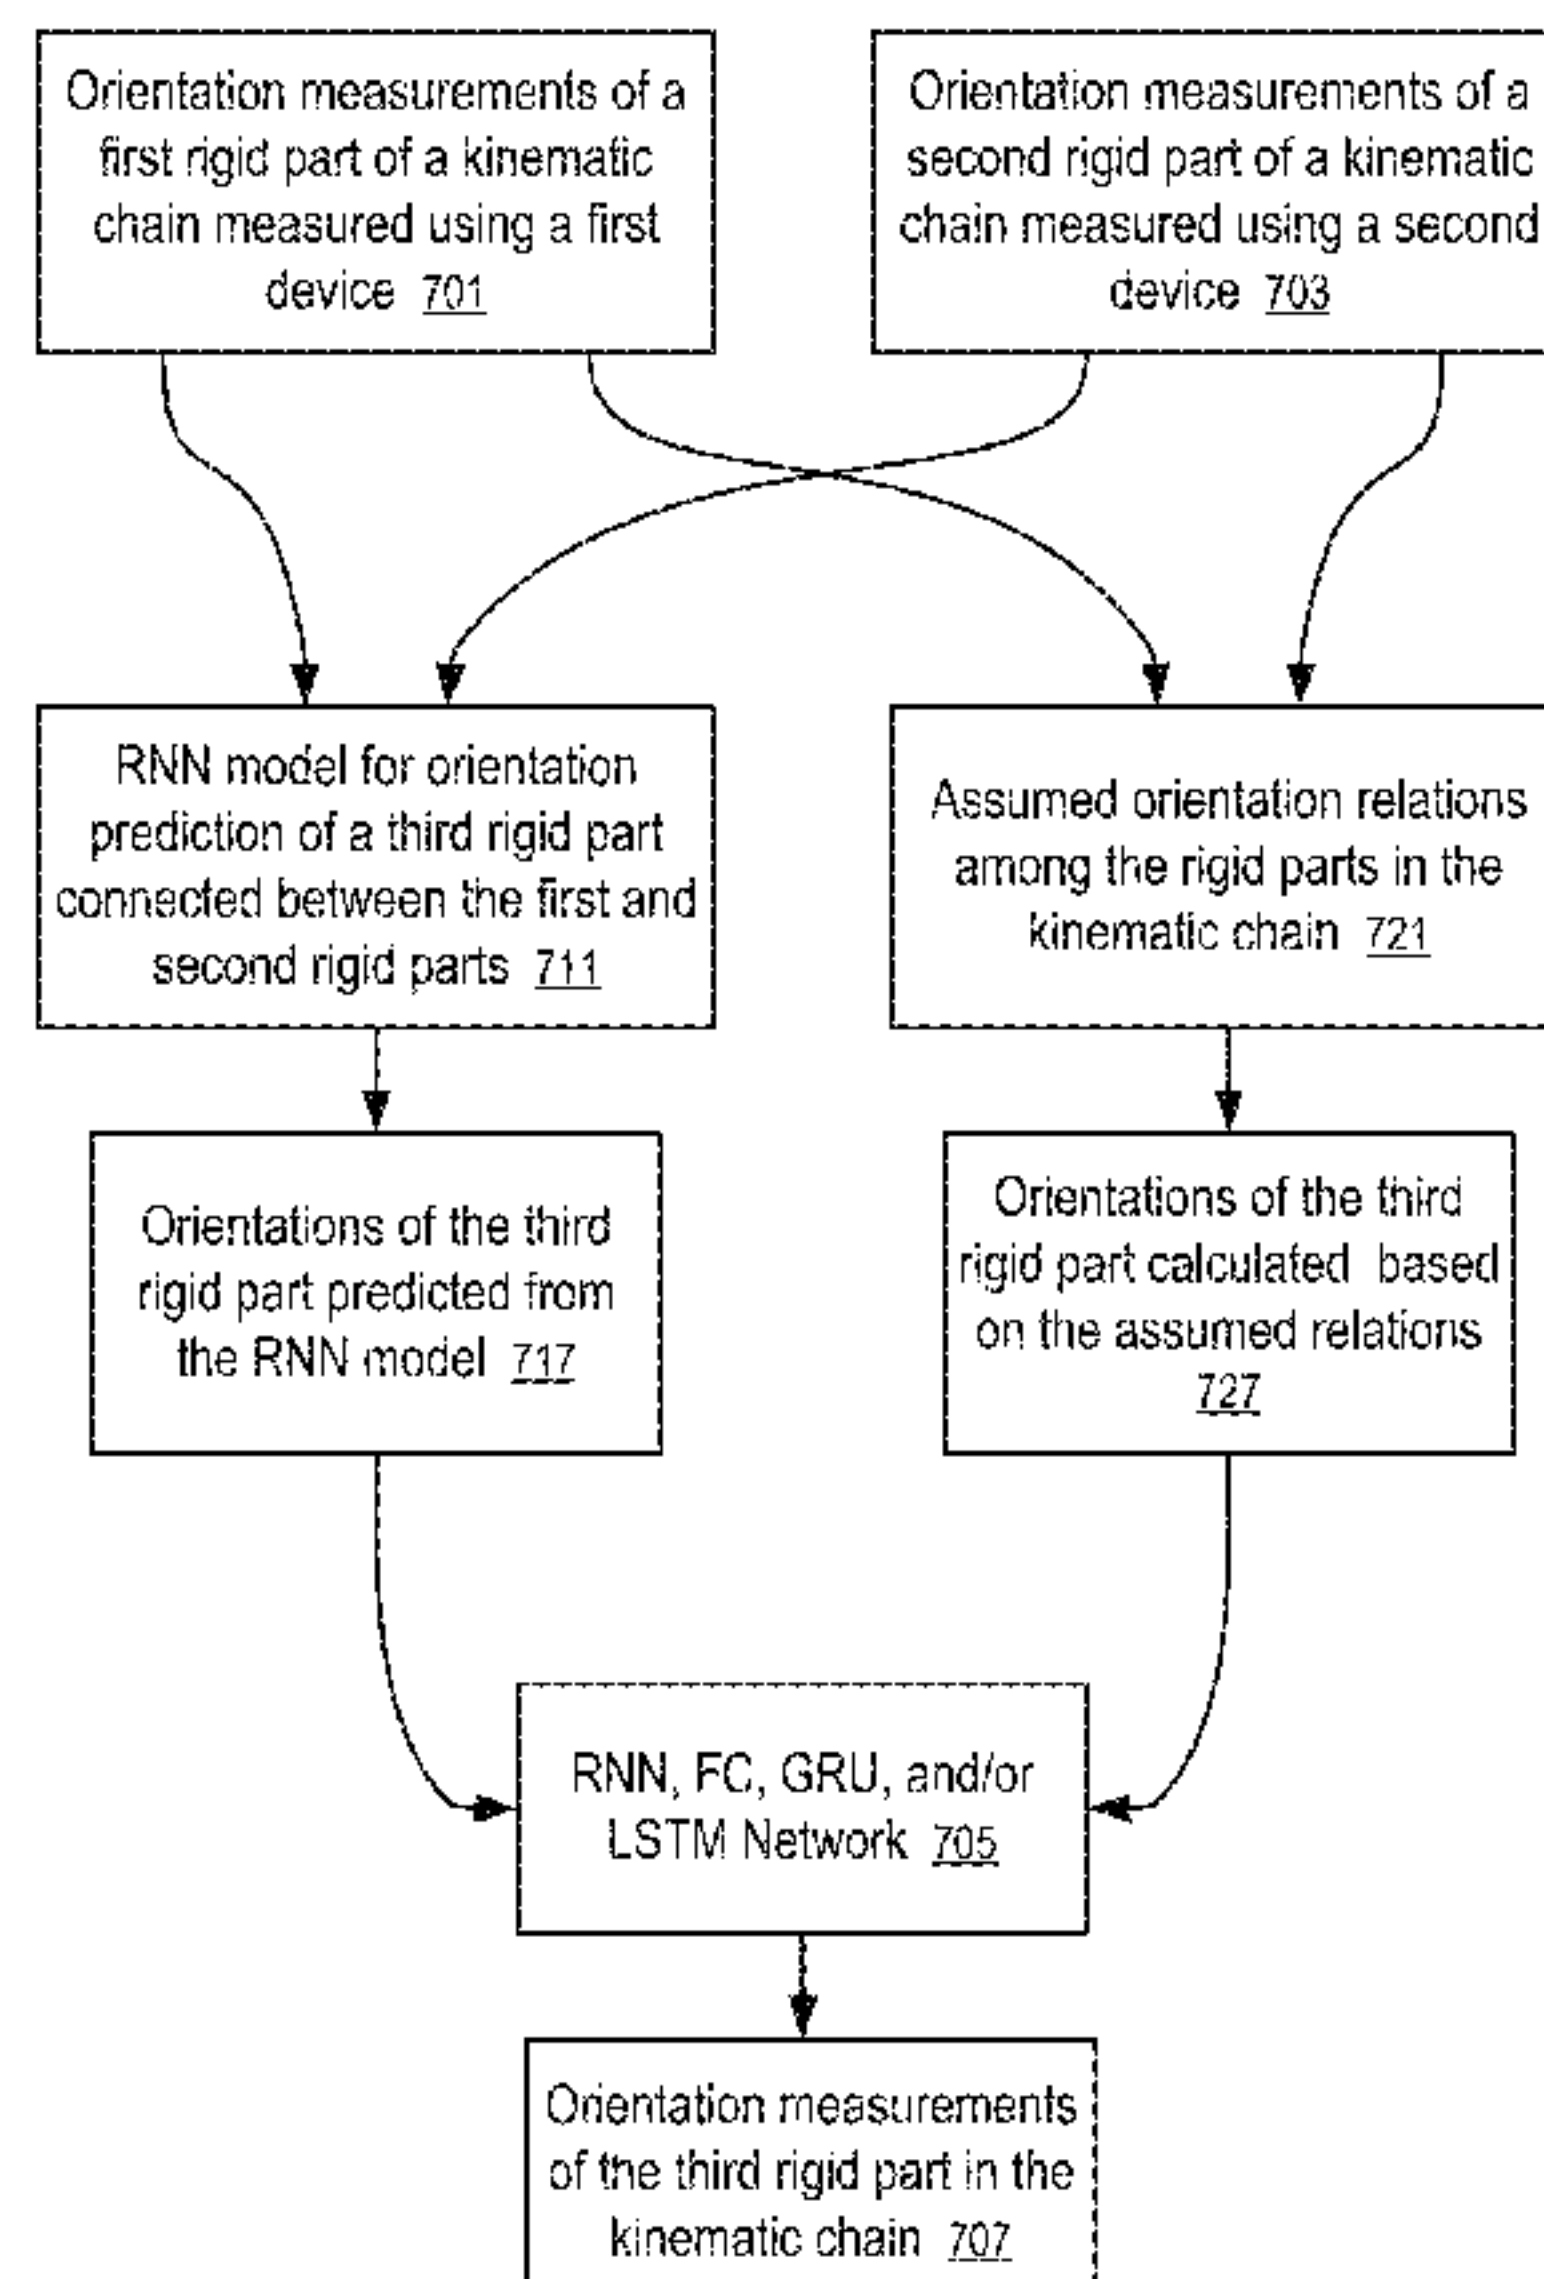 Orientation measurements of a
first rigid part of a kinematic
chain measured using a first
device 701
Orientation measurements of a
second rigid part of a kinematic
chain measured using a second
device 703
RNN model for orientation
prediction of a third rigid part
connected between the first and
second rigid parts 711
Assumed orientation relations
among the rigid parts in the
kinematic chain 721
Orientations of the third
rigid part predicted from
the RNN model 717
Orientations of the third
rigid part calculated based
on the assumed relations
727
RNN, FC, GRU, and/or
LSTM Network 705
Orientation measurements
of the third rigid part in the
kinematic chain 707